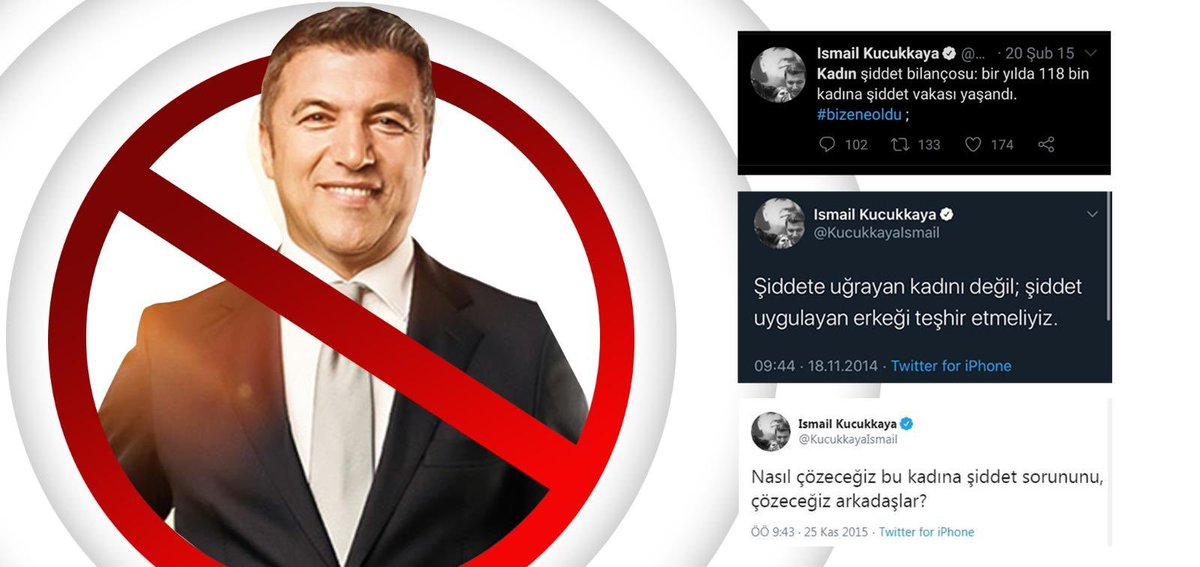 Ismail Kucukkaya @... · 20 Şub 15
Kadın şiddet bilançosu: bir yılda 118 bin
kadına şiddet vakası yaşandı.
#bizeneoldu ;
102 133 174
Ismail Kucukkaya
@KucukkayaIsmail
Şiddete uğrayan kadını değil; şiddet
uygulayan erkeği teşhir etmeliyiz.
09:44 · 18.11.2014 · Twitter for iPhone
Ismail Kucukkaya
@KucukkayaIsmail
Nasıl çözeceğiz bu kadına şiddet sorununu,
çözeceğiz arkadaşlar?
ÖÖ 9:43 · 25 Kas 2015 · Twitter for iPhone